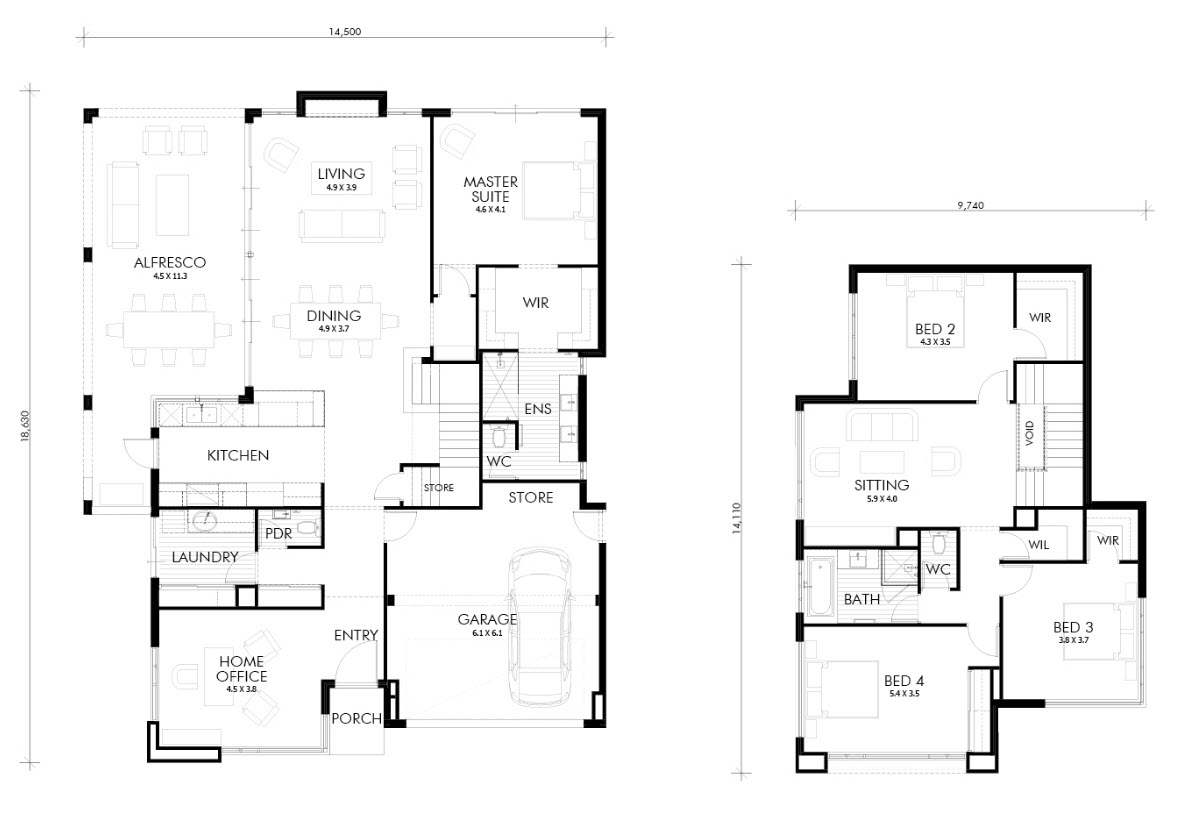 14,500
18,630
LIVING
4.9 X 3.9
MASTER
SUITE
4.6 X 4.1
ALFRESCO
4.5 X 11.3
DINING
4.9 X 3.7
WIR
ENS
WC
KITCHEN
STORE
STORE
PDR
LAUNDRY
GARAGE
6.1 X 6.1
ENTRY
HOME
OFFICE
4.5 X 3.8
PORCH
9,740
14,110
BED 2
4.3 X 3.5
WIR
VOID
SITTING
5.9 X 4.0
WIL
WIR
WC
BATH
BED 3
3.8 X 3.7
BED 4
5.4 X 3.5